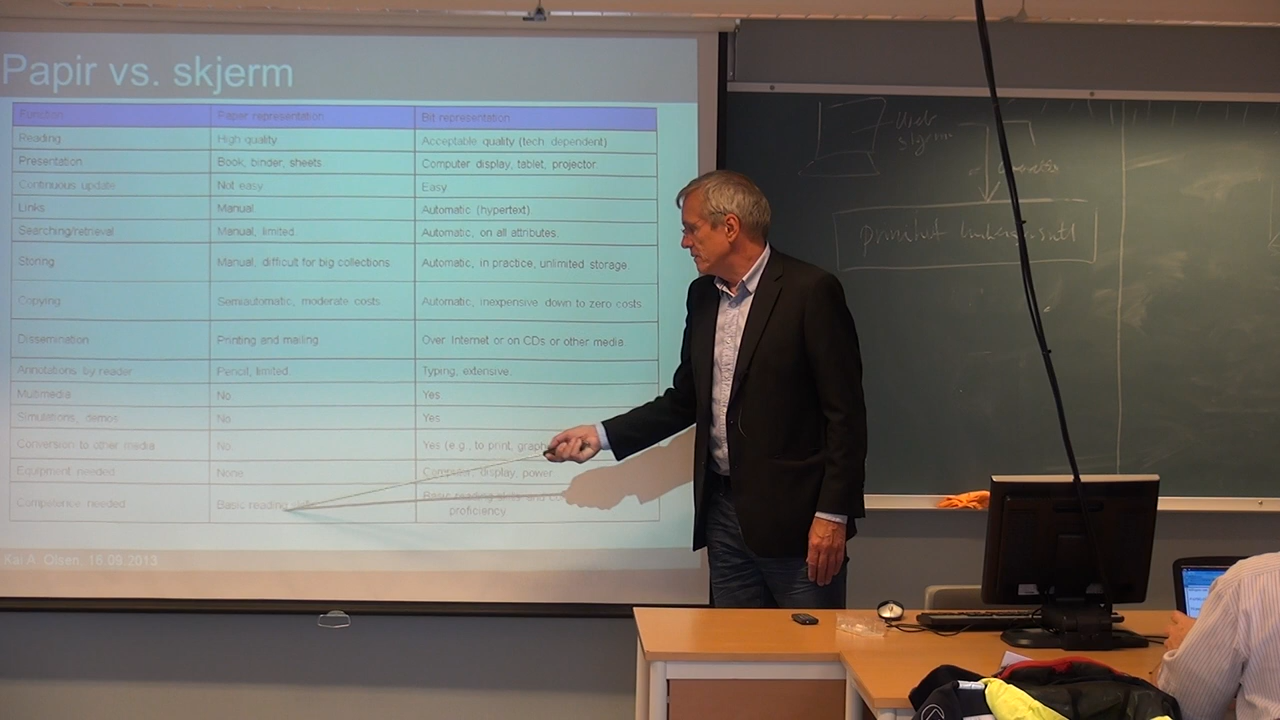 Papir vs. skjerm
Function Paper representation Bit representation
Reading High quality Acceptable quality (tech. dependent)
Presentation Book, binder, sheets Computer display, tablet, projector.
Continuous update Not easy Easy.
Links Manual Automatic (hypertext)
Searching/retrieval Manual, limited. Automatic, on all attributes.
Storing Manual, difficult for big collections. Automatic, in practice, unlimited storage.
Copying Semiautomatic, moderate costs. Automatic, inexpensive down to zero costs.
Dissemination Printing and mailing Over Internet or on CDs or other media.
Annotations by reader Pencil, limited Typing, extensive.
Multimedia No Yes
Simulations, demos No Yes
Conversion to other media No Yes (e.g., to print, graph
Equipment needed None Computer, display, power
Competence needed Basic reading Basic reading skills and
proficiency.
Kai A. Olsen, 16.09.2013